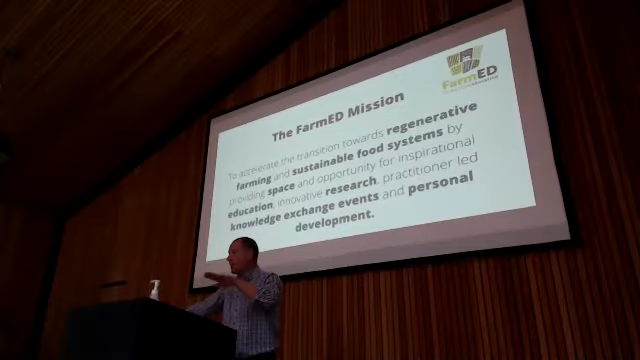 FarmED
The FarmED Mission
To accelerate the transition towards regenerative
farming and sustainable food systems by
providing space and opportunity for inspirational
education, innovative research, practitioner led
knowledge exchange events and personal
development.